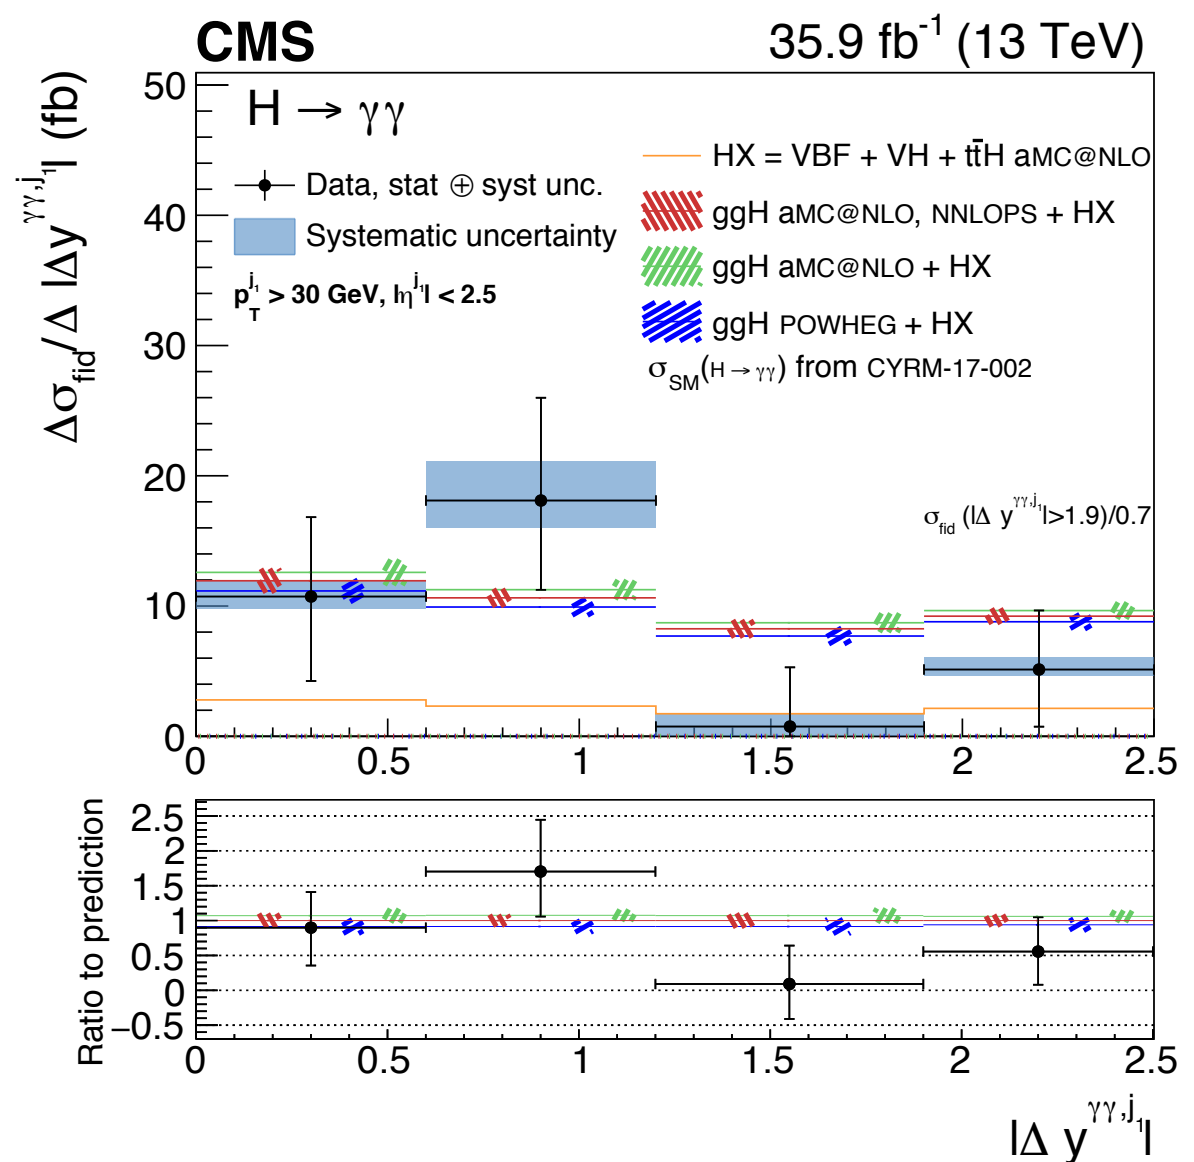 CMS 35.9 fb⁻¹ (13 TeV)
Δσ_fid/Δ |Δy^{γγ,j₁}| (fb)
H → γγ
Data, stat ⊕ syst unc.
Systematic uncertainty
p_T^{j₁} > 30 GeV, |η^{j₁}| < 2.5
HX = VBF + VH + tt̄H aMC@NLO
ggH aMC@NLO, NNLOPS + HX
ggH aMC@NLO + HX
ggH POWHEG + HX
σ_SM(H → γγ) from CYRM-17-002
σ_fid (|Δ y^{γγ,j₁}|>1.9)/0.7
50
40
30
20
10
0
0 0.5 1 1.5 2 2.5
Ratio to prediction
2.5
2
1.5
1
0.5
0
−0.5
0 0.5 1 1.5 2 2.5
|Δ y^{γγ,j₁}|